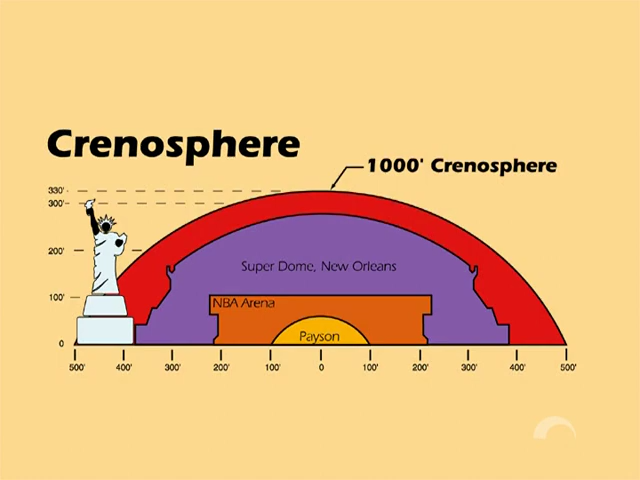 Crenosphere
1000' Crenosphere
330'
300'
200'
100'
0
Super Dome, New Orleans
NBA Arena
Payson
500' 400' 300' 200' 100' 0 100' 200' 300' 400' 500'